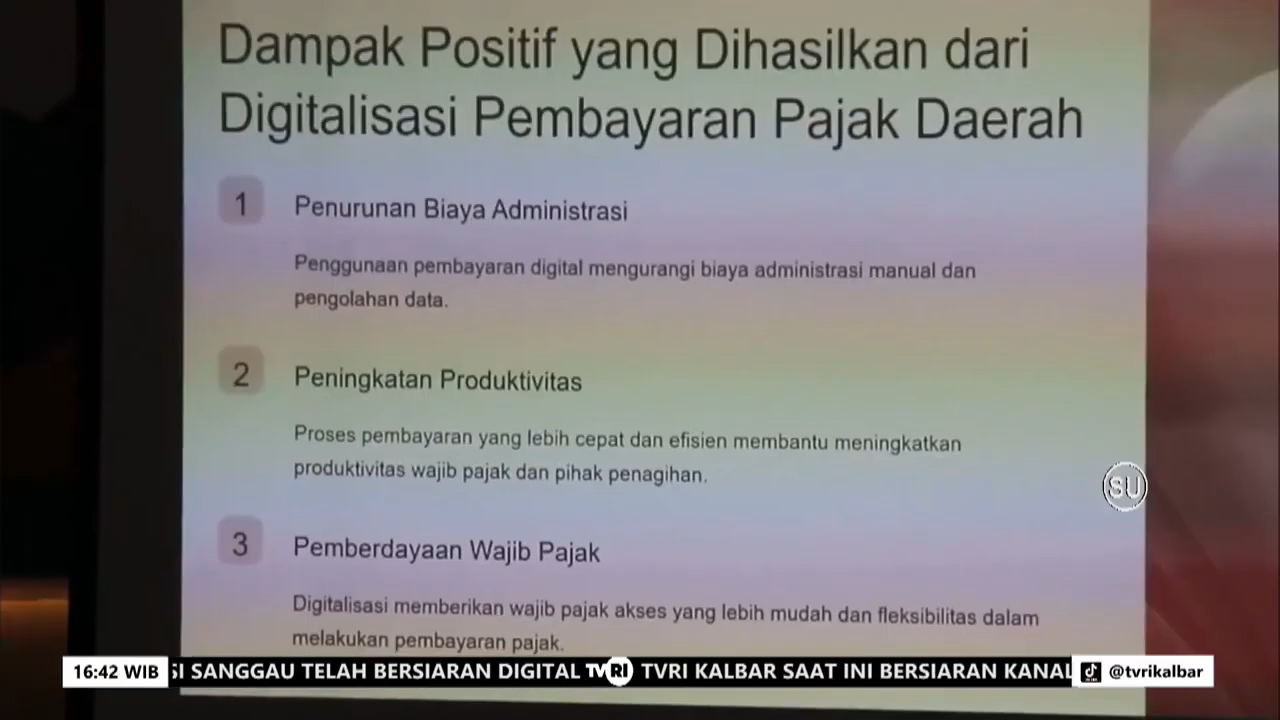 Dampak Positif yang Dihasilkan dari
Digitalisasi Pembayaran Pajak Daerah
1
Penurunan Biaya Administrasi
Penggunaan pembayaran digital mengurangi biaya administrasi manual dan
pengolahan data.
2
Peningkatan Produktivitas
Proses pembayaran yang lebih cepat dan efisien membantu meningkatkan
produktivitas wajib pajak dan pihak penagihan.
SU
3
Pemberdayaan Wajib Pajak
Digitalisasi memberikan wajib pajak akses yang lebih mudah dan fleksibilitas dalam
melakukan pembayaran pajak.
16:42 WIB SI SANGGAU TELAH BERSIARAN DIGITAL TVRI TVRI KALBAR SAAT INI BERSIARAN KANAL @tvrikalbar